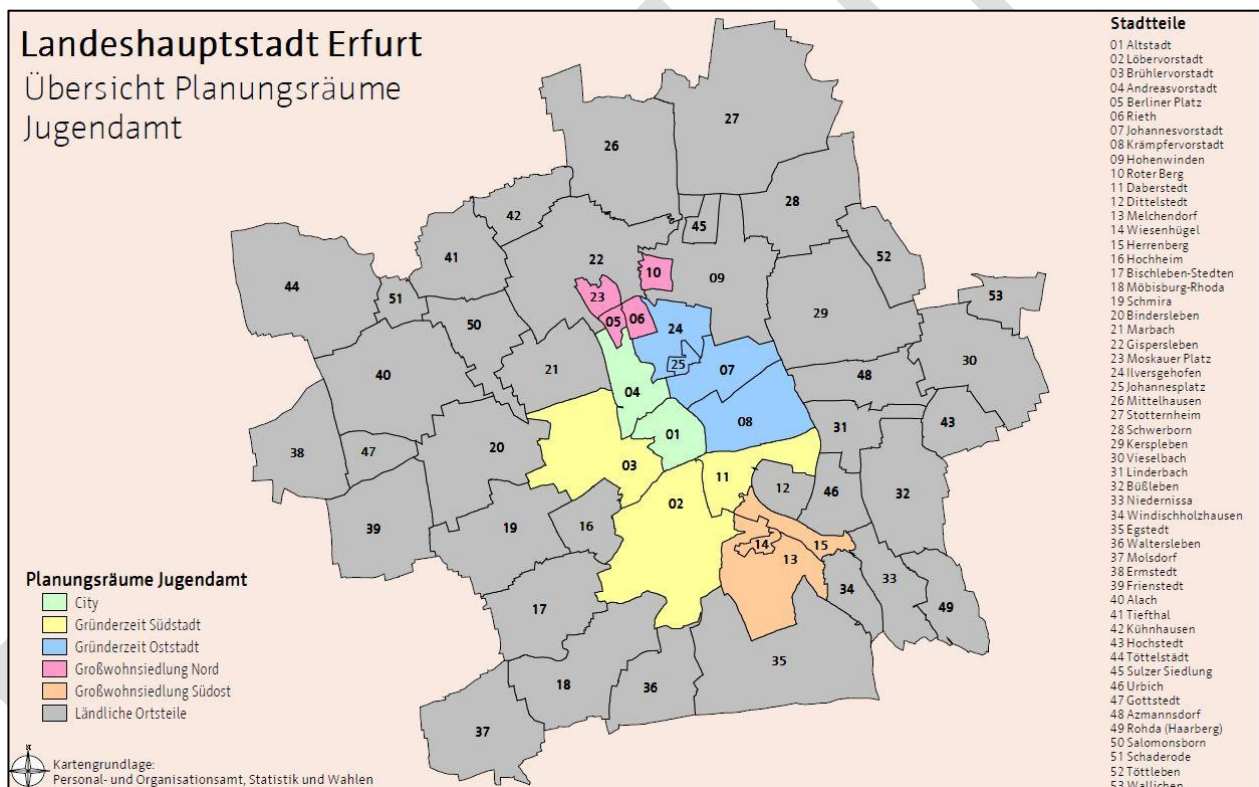 Landeshauptstadt Erfurt
Übersicht Planungsräume
Jugendamt
Stadtteile
01 Altstadt
02 Löbervorstadt
03 Brühlervorstadt
04 Andreasvorstadt
05 Berliner Platz
06 Rieth
07 Johannesvorstadt
08 Krämpfervorstadt
09 Hohenwinden
10 Roter Berg
11 Daberstedt
12 Dittelstedt
13 Melchendorf
14 Wiesenhügel
15 Herrenberg
16 Hochheim
17 Bischleben-Stedten
18 Möbisburg-Rhoda
19 Schmira
20 Bindersleben
21 Marbach
22 Gispersleben
23 Moskauer Platz
24 Ilversgehofen
25 Johannesplatz
26 Mittelhausen
27 Stotternheim
28 Schwerborn
29 Kerspleben
30 Vieselbach
31 Linderbach
32 Büßleben
33 Niedernissa
34 Windischholzhausen
35 Egstedt
36 Waltersleben
37 Molsdorf
38 Ermstedt
39 Frienstedt
40 Alach
41 Tiefthal
42 Kühnhausen
43 Hochstedt
44 Töttelstädt
45 Sulzer Siedlung
46 Urbich
47 Gottstedt
48 Azmannsdorf
49 Rohda (Haarberg)
50 Salomonsborn
51 Schaderode
52 Töttleben
53 Wallichen
27
26
28
42
45
41
52
44
22
10
09
53
51
23
50
05
06
24
29
30
21
25
07
40
04
48
08
43
38
47
20
01
31
03
11
12
46
32
02
39
19
16
14
15
13
34
33
49
17
35
18
36
37
Planungsräume Jugendamt
City
Gründerzeit Südstadt
Gründerzeit Oststadt
Großwohnsiedlung Nord
Großwohnsiedlung Südost
Ländliche Ortsteile
N
Kartengrundlage:
Personal- und Organisationsamt, Statistik und Wahlen